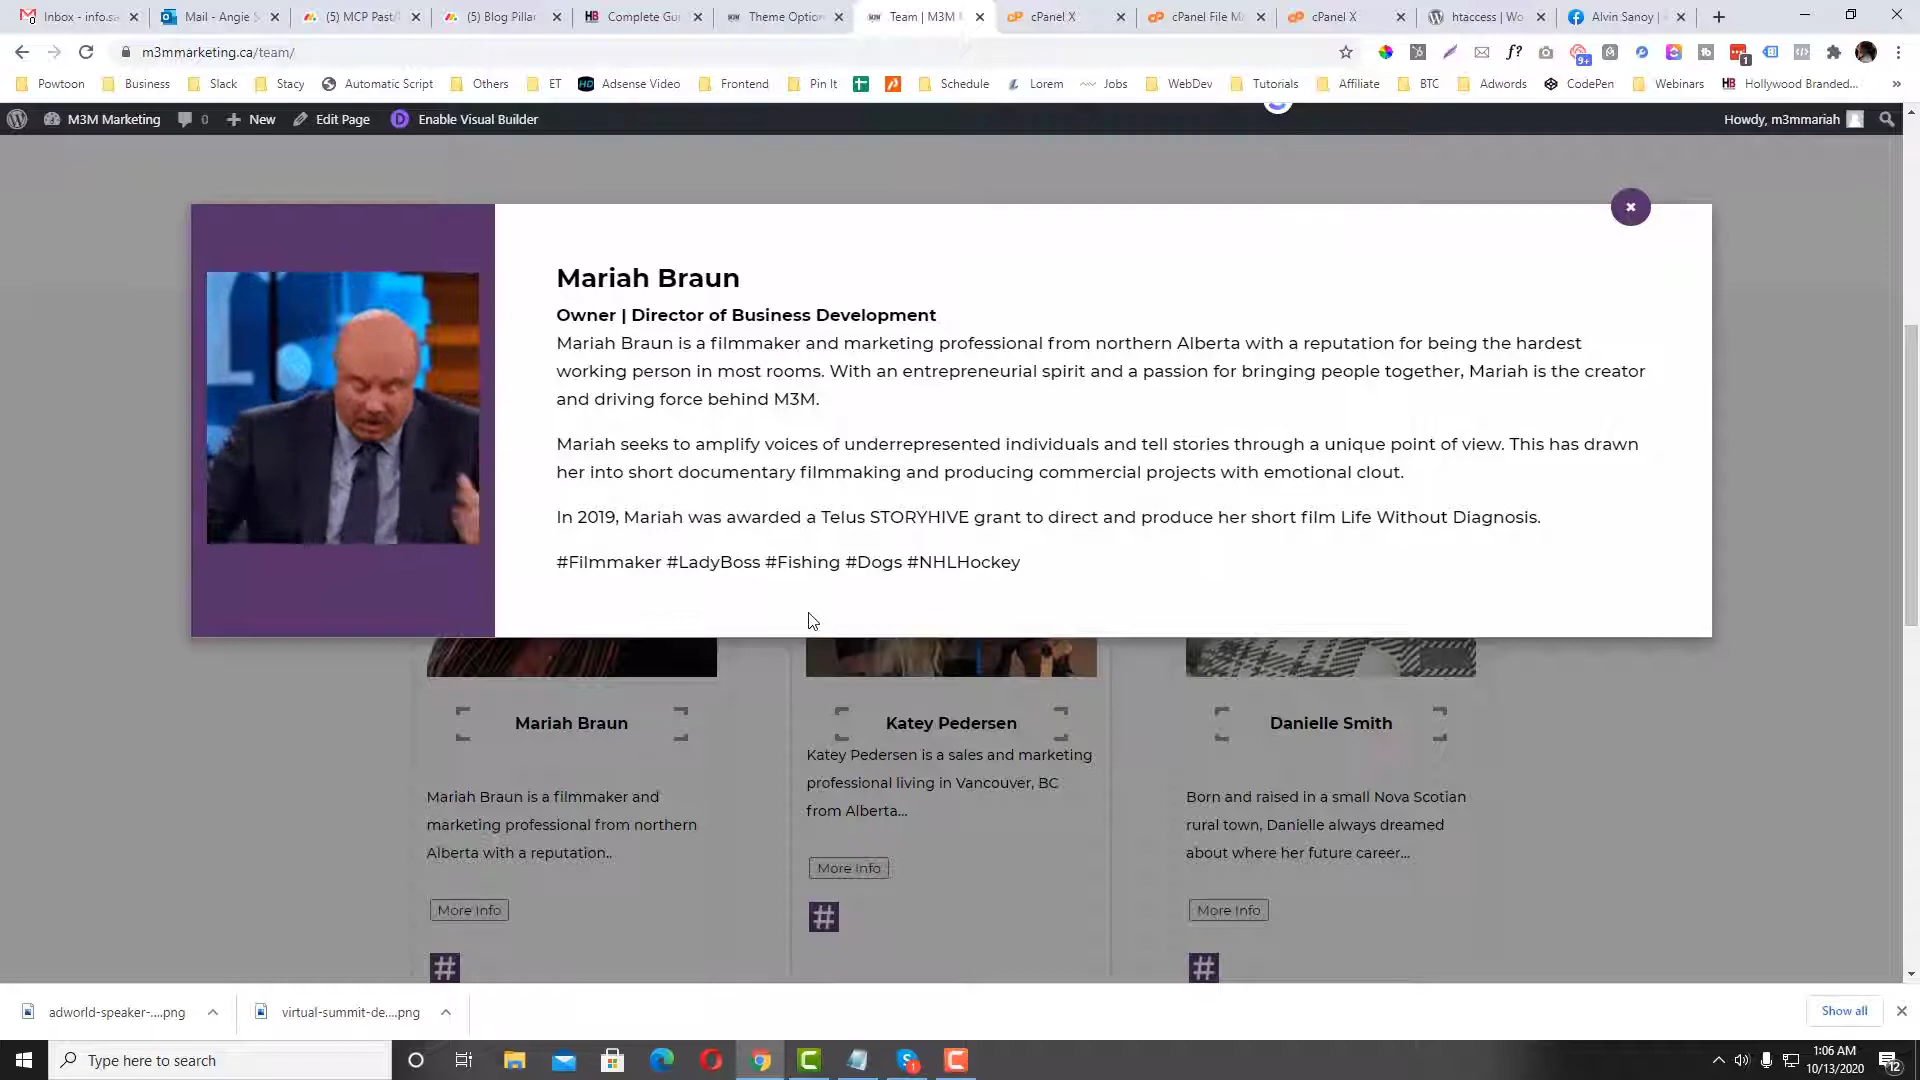 Inbox - info.sa
Mail - Angie S
(5) MCP Past/
(5) Blog Pillar
Complete Gui
Theme Option
Team | M3M
cPanel X
cPanel File M
cPanel X
htaccess | Wo
Alvin Sanoy |
m3mmarketing.ca/team/
Powtoon Business Slack Stacy Automatic Script Others ET Adsense Video Frontend Pin It Schedule Lorem Jobs WebDev Tutorials Affiliate BTC Adwords CodePen Webinars Hollywood Branded...
M3M Marketing 0 New Edit Page Enable Visual Builder Howdy, m3mmariah
Mariah Braun
Owner | Director of Business Development
Mariah Braun is a filmmaker and marketing professional from northern Alberta with a reputation for being the hardest
working person in most rooms. With an entrepreneurial spirit and a passion for bringing people together, Mariah is the creator
and driving force behind M3M.
Mariah seeks to amplify voices of underrepresented individuals and tell stories through a unique point of view. This has drawn
her into short documentary filmmaking and producing commercial projects with emotional clout.
In 2019, Mariah was awarded a Telus STORYHIVE grant to direct and produce her short film Life Without Diagnosis.
#Filmmaker #LadyBoss #Fishing #Dogs #NHLHockey
Mariah Braun
Mariah Braun is a filmmaker and
marketing professional from northern
Alberta with a reputation..
More Info
#
Katey Pedersen
Katey Pedersen is a sales and marketing
professional living in Vancouver, BC
from Alberta...
More Info
#
Danielle Smith
Born and raised in a small Nova Scotian
rural town, Danielle always dreamed
about where her future career...
More Info
#
adworld-speaker-....png
virtual-summit-de....png
Show all
Type here to search
1:06 AM
10/13/2020
12